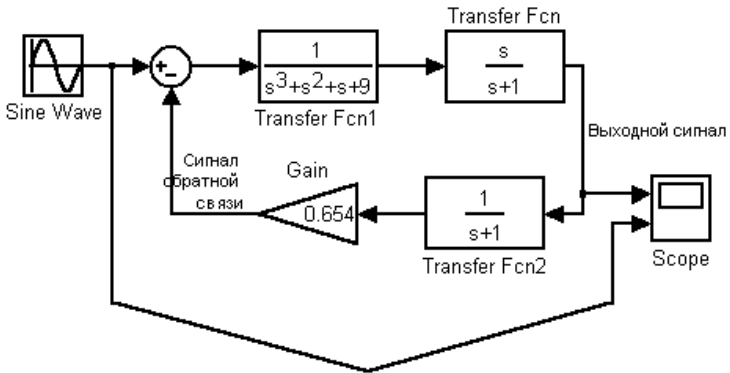 Transfer Fcn
1
s3+s2+s+9
s
s+1
Sine Wave
Transfer Fcn1
Выходной сигнал
Сигнал
обратной
связи
Gain
0.654
1
s+1
Transfer Fcn2
Scope